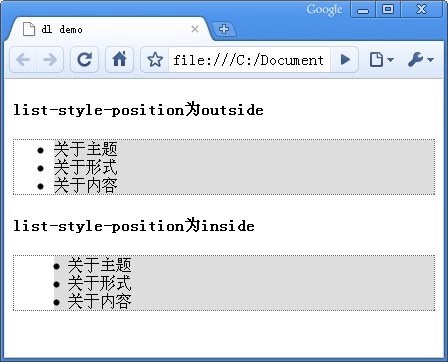 Google
dl demo
file:///C:/Document
list-style-position为outside
关于主题
关于形式
关于内容
list-style-position为inside
关于主题
关于形式
关于内容